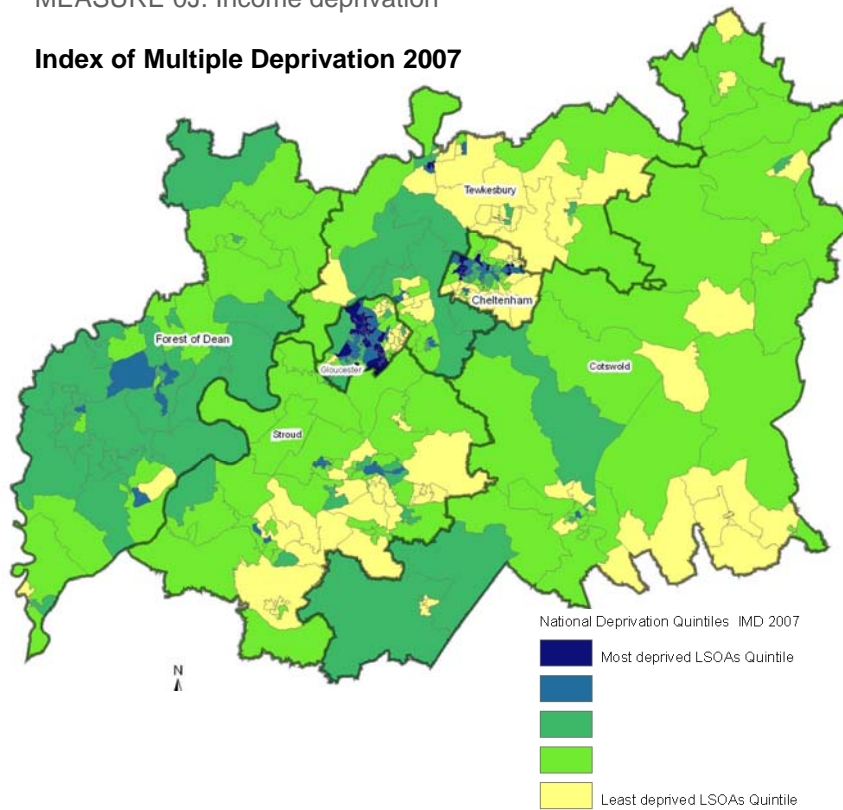 MEASURE 6J: Income deprivation
Index of Multiple Deprivation 2007
Tewkesbury
Cheltenham
Forest of Dean
Gloucester
Cotswold
Stroud
National Deprivation Quintiles IMD 2007
Most deprived LSOAs Quintile
N
Least deprived LSOAs Quintile